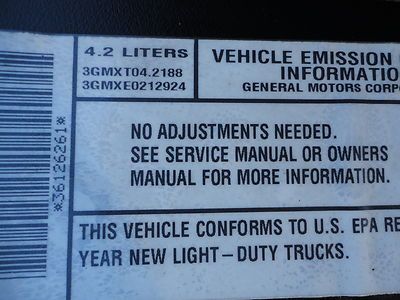 4.2 LITERS
3GMXT04.2188
3GMXE0212924
VEHICLE EMISSION
INFORMATIO
GENERAL MOTORS CORPO
*36126261*
NO ADJUSTMENTS NEEDED.
SEE SERVICE MANUAL OR OWNERS
MANUAL FOR MORE INFORMATION.
THIS VEHICLE CONFORMS TO U.S. EPA RE
YEAR NEW LIGHT-DUTY TRUCKS.